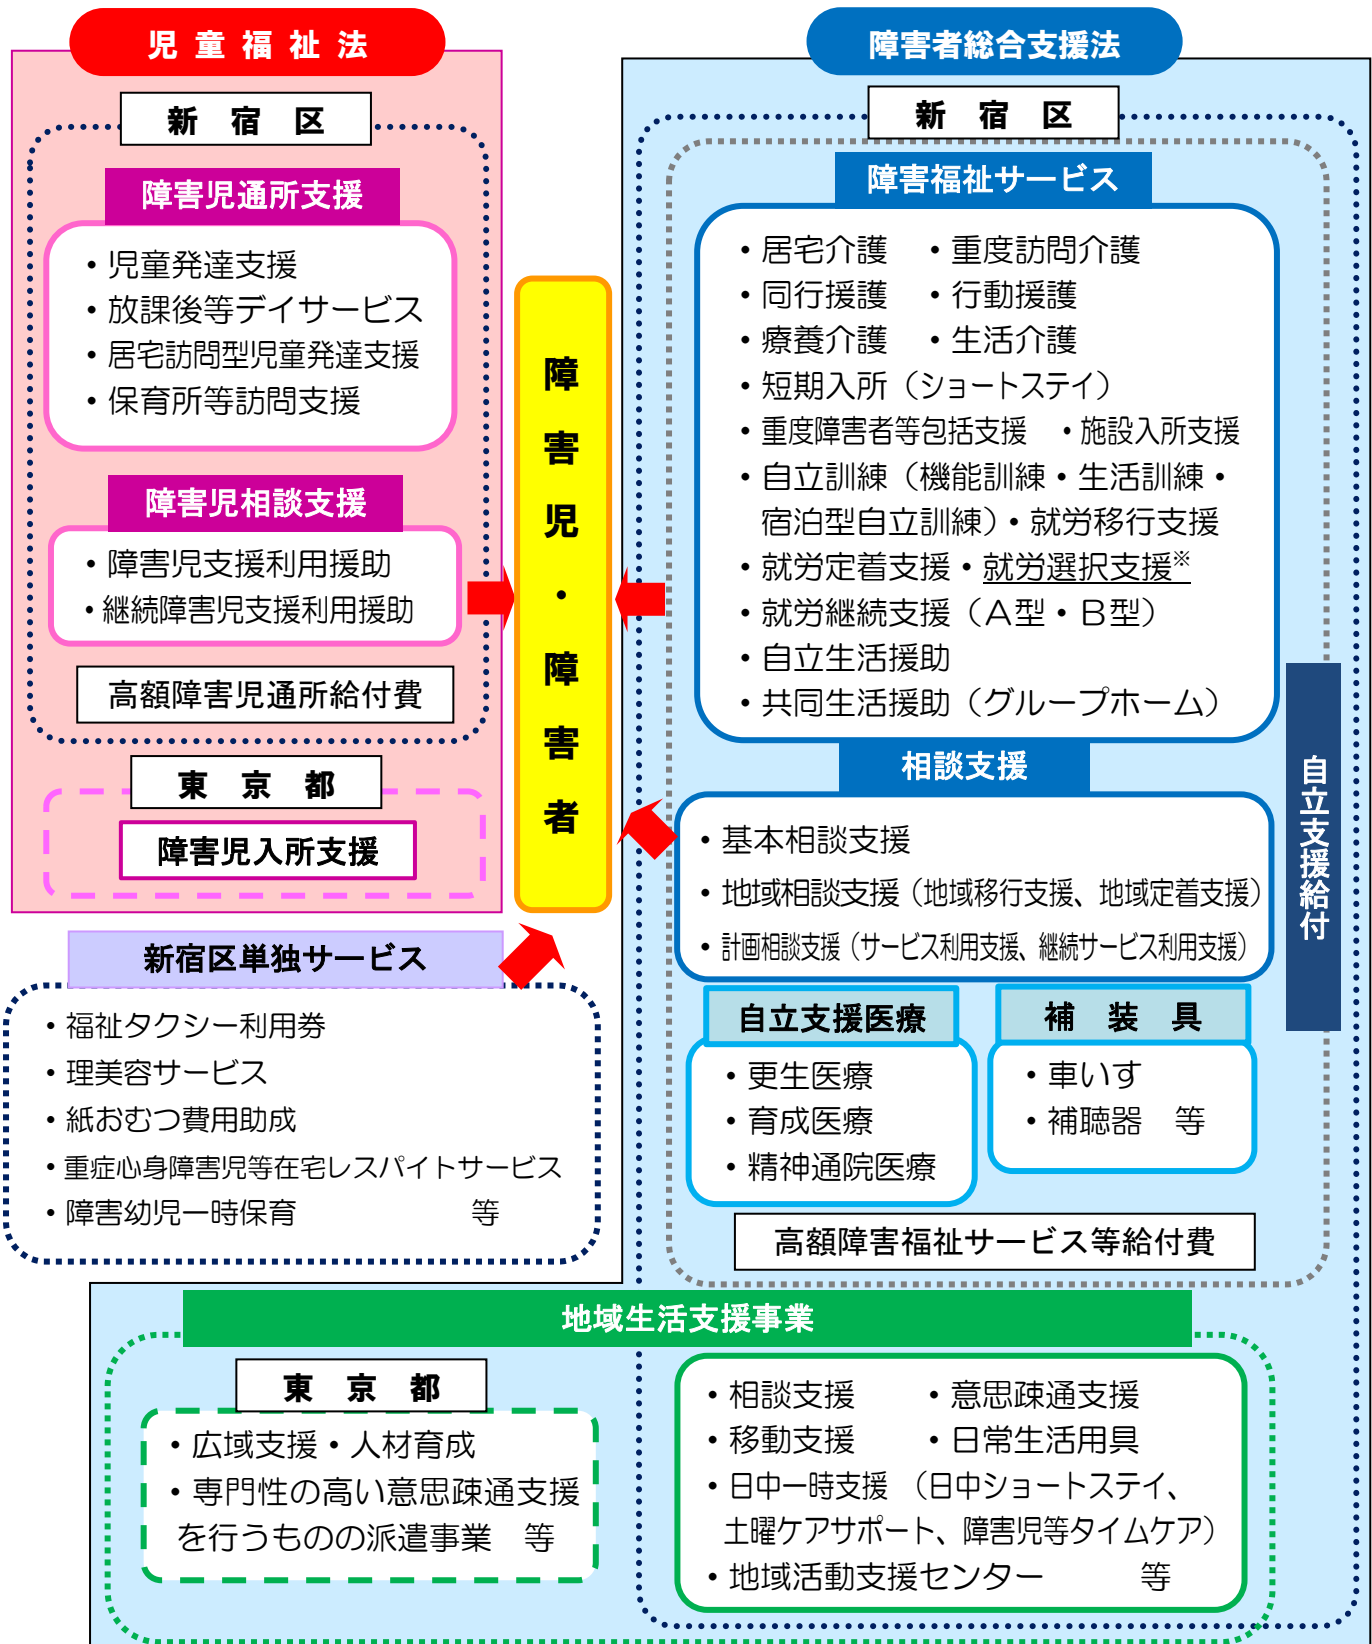 児童福祉法
新宿区
障害児通所支援
・児童発達支援
・放課後等デイサービス
・居宅訪問型児童発達支援
・保育所等訪問支援
障害児相談支援
・障害児支援利用援助
・継続障害児支援利用援助
高額障害児通所給付費
東京都
障害児入所支援
障害児・障害者
新宿区単独サービス
・福祉タクシー利用券
・理美容サービス
・紙おむつ費用助成
・重症心身障害児等在宅レスパイトサービス
・障害幼児一時保育　等
障害者総合支援法
新宿区
障害福祉サービス
・居宅介護　・重度訪問介護
・同行援護　・行動援護
・療養介護　・生活介護
・短期入所（ショートステイ）
・重度障害者等包括支援　・施設入所支援
・自立訓練（機能訓練・生活訓練・
宿泊型自立訓練）・就労移行支援
・就労定着支援・就労選択支援※
・就労継続支援（Ａ型・Ｂ型）
・自立生活援助
・共同生活援助（グループホーム）
相談支援
・基本相談支援
・地域相談支援（地域移行支援、地域定着支援）
・計画相談支援（サービス利用支援、継続サービス利用支援）
自立支援医療
・更生医療
・育成医療
・精神通院医療
補装具
・車いす
・補聴器　等
高額障害福祉サービス等給付費
自立支援給付
地域生活支援事業
東京都
・広域支援・人材育成
・専門性の高い意思疎通支援
を行うものの派遣事業　等
・相談支援　・意思疎通支援
・移動支援　・日常生活用具
・日中一時支援　（日中ショートステイ、
土曜ケアサポート、障害児等タイムケア）
・地域活動支援センター　等